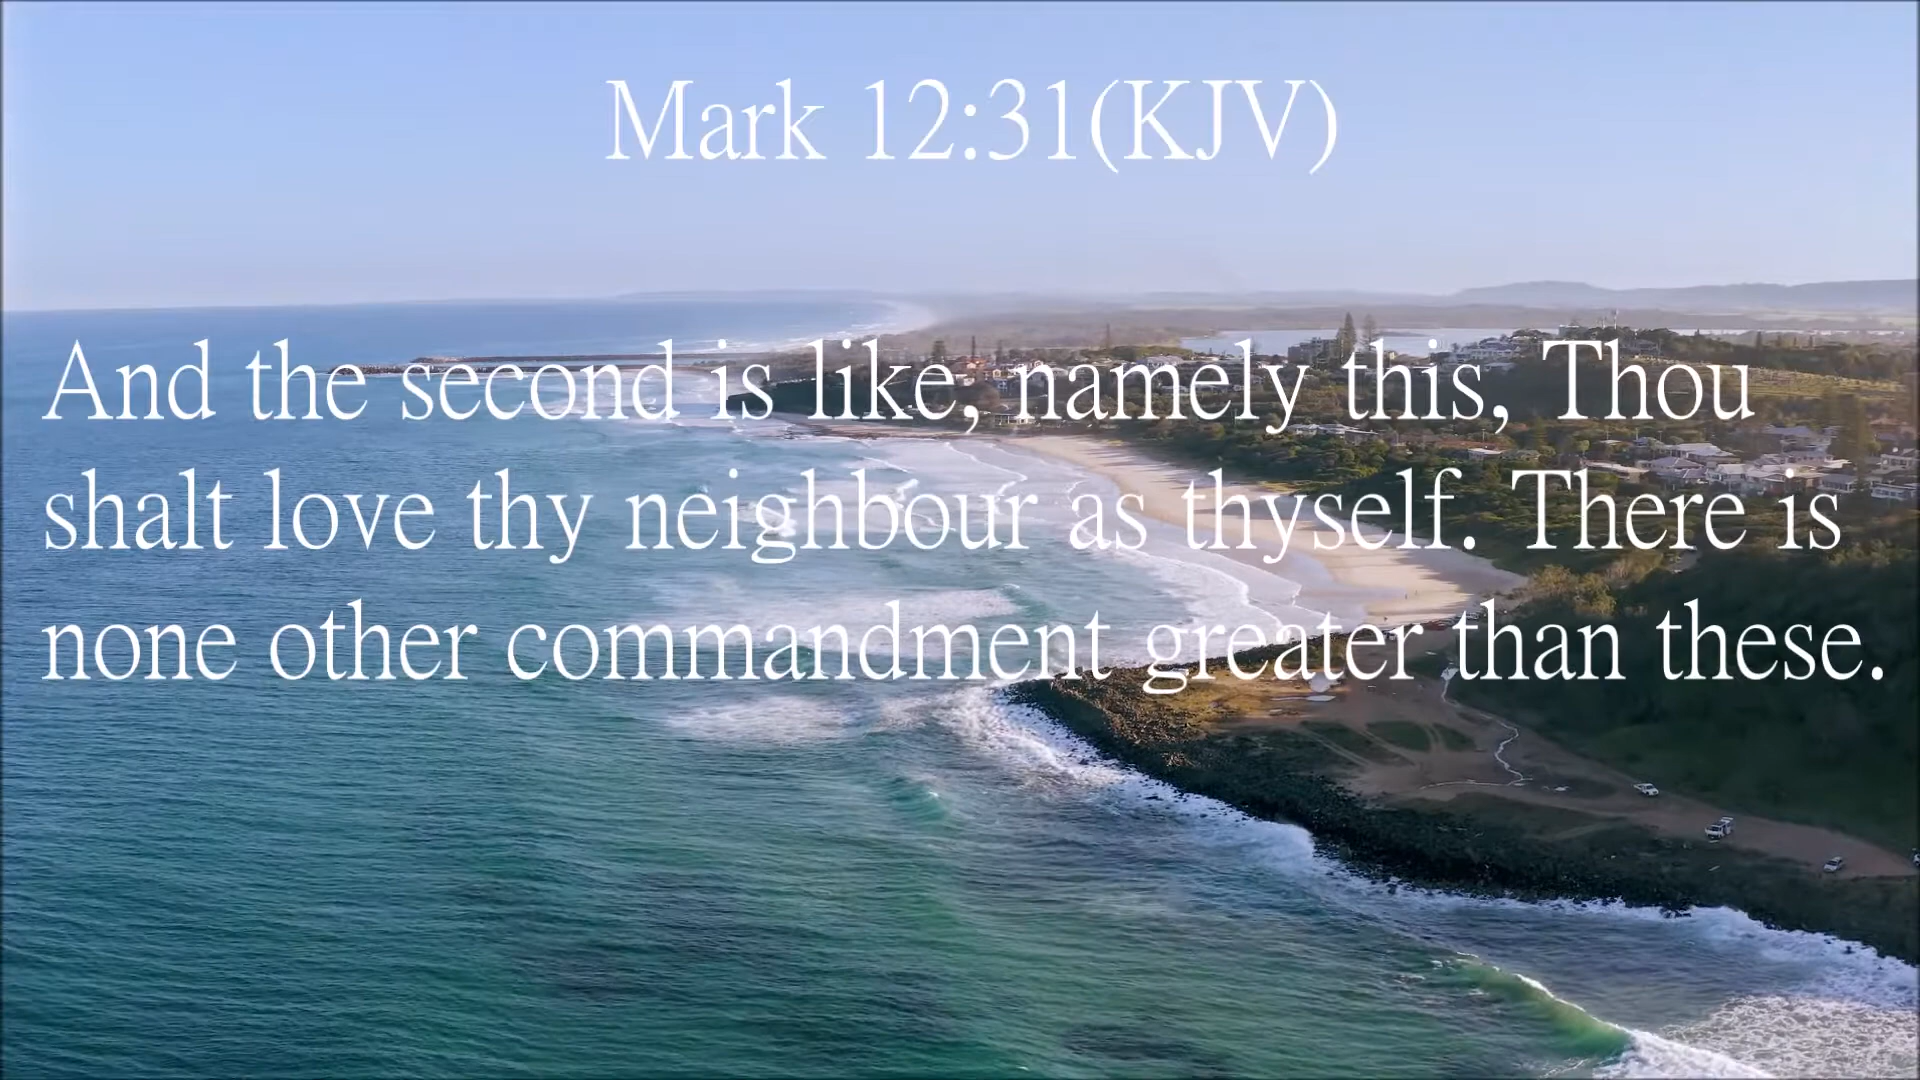 Mark 12:31(KJV)
And the second is like, namely this, Thou
shalt love thy neighbour as thyself. There is
none other commandment greater than these.